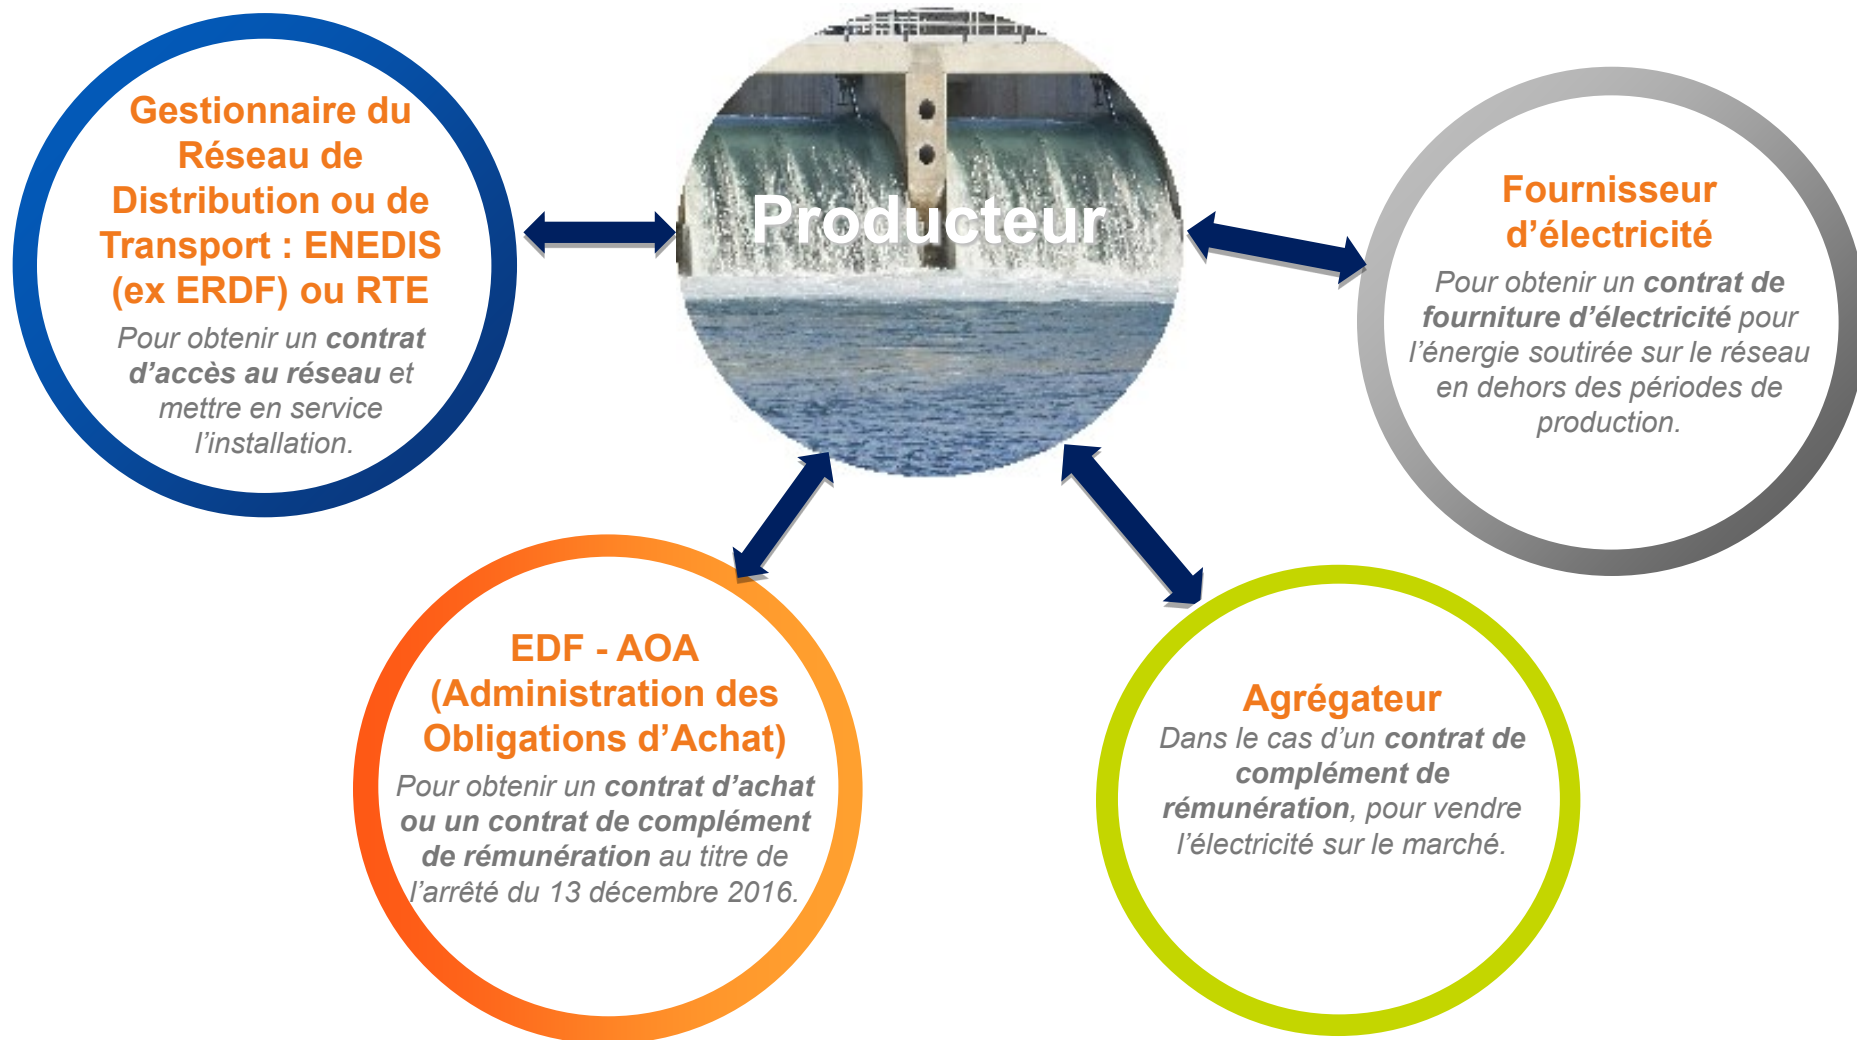 Gestionnaire du
Réseau de
Distribution ou de
Transport : ENEDIS
(ex ERDF) ou RTE
Pour obtenir un contrat
d’accès au réseau et
mettre en service
l’installation.
Producteur
Fournisseur
d’électricité
Pour obtenir un contrat de
fourniture d’électricité pour
l’énergie soutirée sur le réseau
en dehors des périodes de
production.
EDF - AOA
(Administration des
Obligations d’Achat)
Pour obtenir un contrat d’achat
ou un contrat de complément
de rémunération au titre de
l’arrêté du 13 décembre 2016.
Agrégateur
Dans le cas d’un contrat de
complément de
rémunération, pour vendre
l’électricité sur le marché.